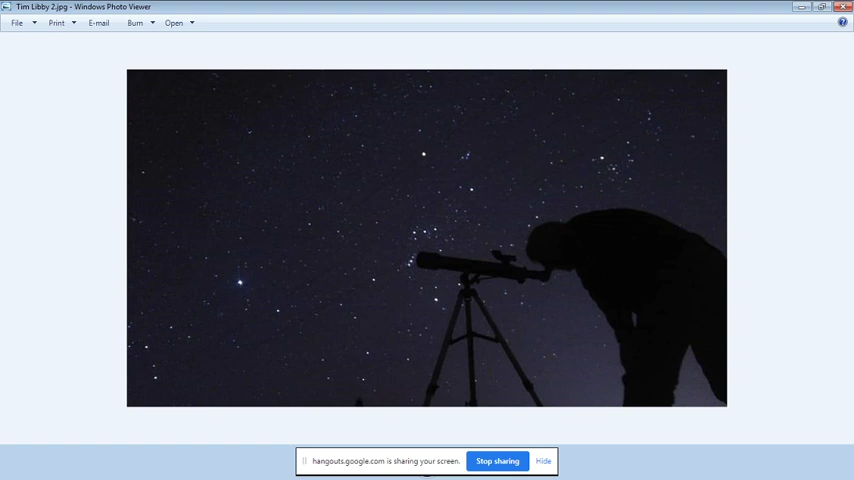 Tim Libby 2.jpg - Windows Photo Viewer
File Print E-mail Burn Open
hangouts.google.com is sharing your screen. Stop sharing Hide